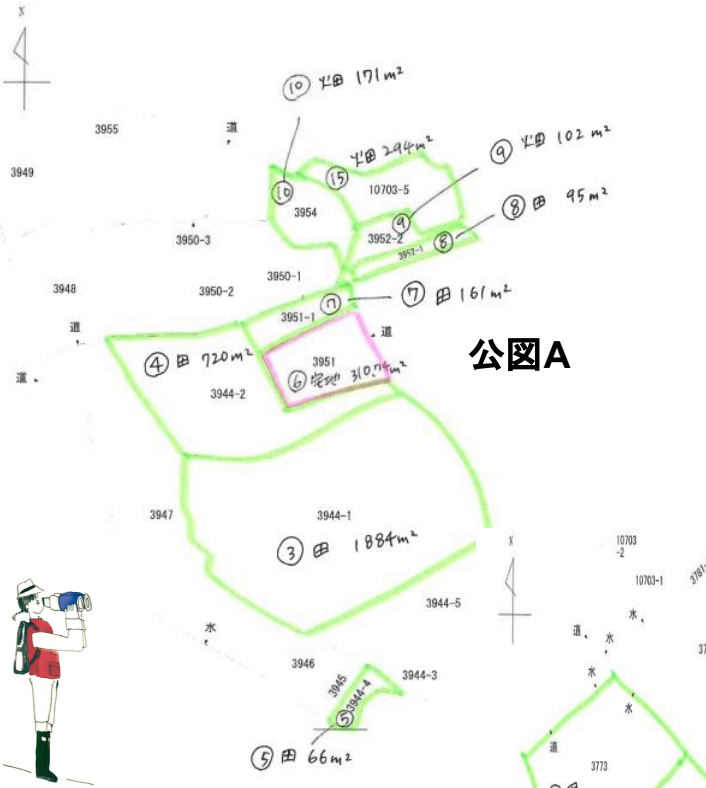 N
⑩ 畑 171m²
3955
道
畑 294m²
⑨ 畑 102m²
3949
⑩
⑮
10703-5
3954
⑧ 田 95m²
⑨
3950-3
3952-2
⑧
3952-1
3950-1
3948
3950-2
⑦
⑦ 田 161m²
3951-1
道
道
公図A
④ 田 720m²
3951
道
⑥ 宅地 310.74m²
3944-2
3947
3944-1
③ 田 1884m²
N
10703
-2
10703-1
3944-5
水
道
水
水
3946
3945
3944-4
3944-3
水
水
⑤
道
⑤ 田 66m²
3773